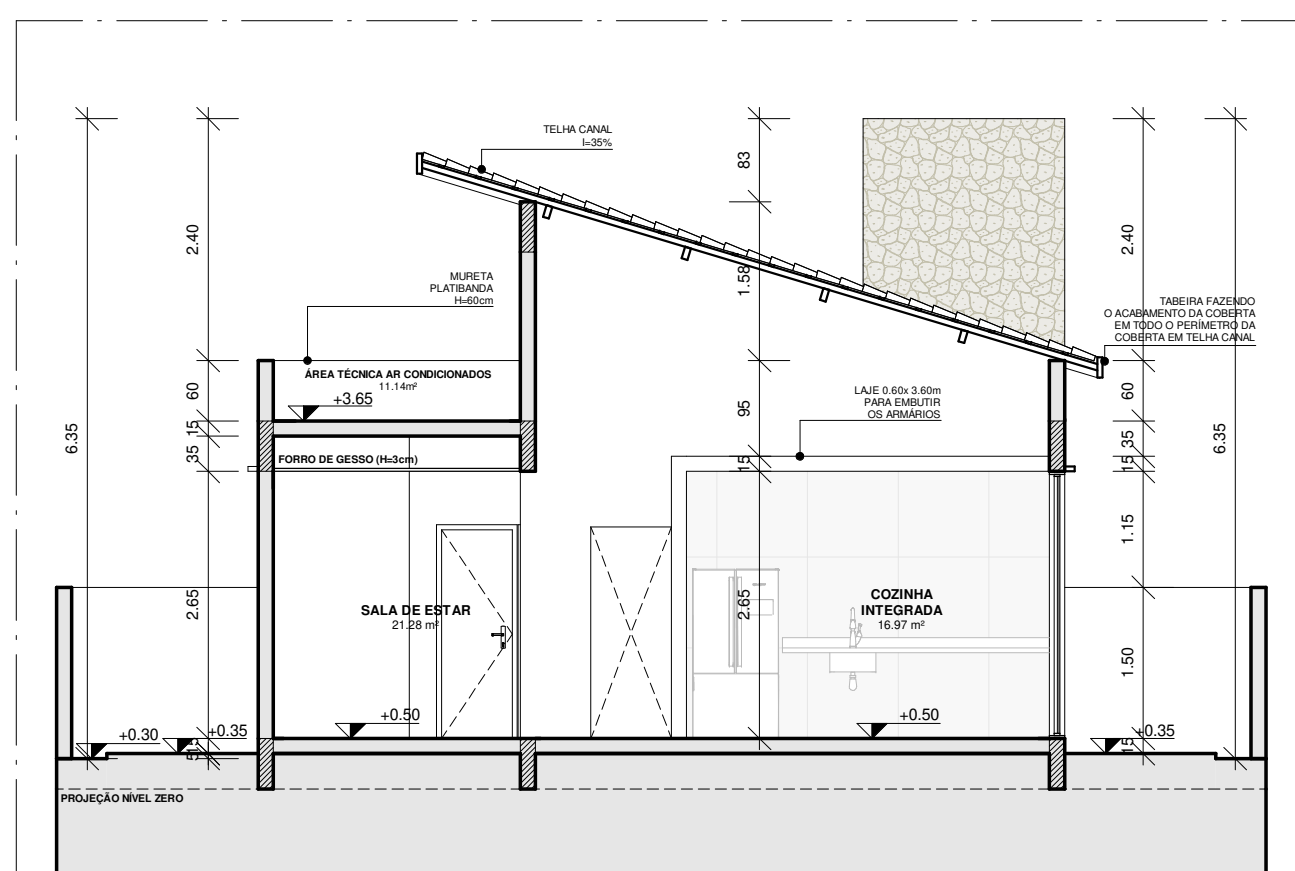 TELHA CANAL
I=35%
83
2.40
2.40
MURETA
PLATIBANDA
H=60cm
1.58
TABEIRA FAZENDO
O ACABAMENTO DA COBERTA
EM TODO O PERÍMETRO DA
COBERTA EM TELHA CANAL
ÁREA TÉCNICA AR CONDICIONADOS
11.14m²
+3.65
60
LAJE 0.60x 3.60m
PARA EMBUTIR
OS ARMÁRIOS
95
60
6.35
15
35
FORRO DE GESSO (H=3cm)
15
35
15
6.35
1.15
2.65
SALA DE ESTAR
21.28 m²
2.65
COZINHA
INTEGRADA
16.97 m²
1.50
+0.30
+0.35
5
15
+0.50
+0.50
15
+0.35
PROJEÇÃO NÍVEL ZERO